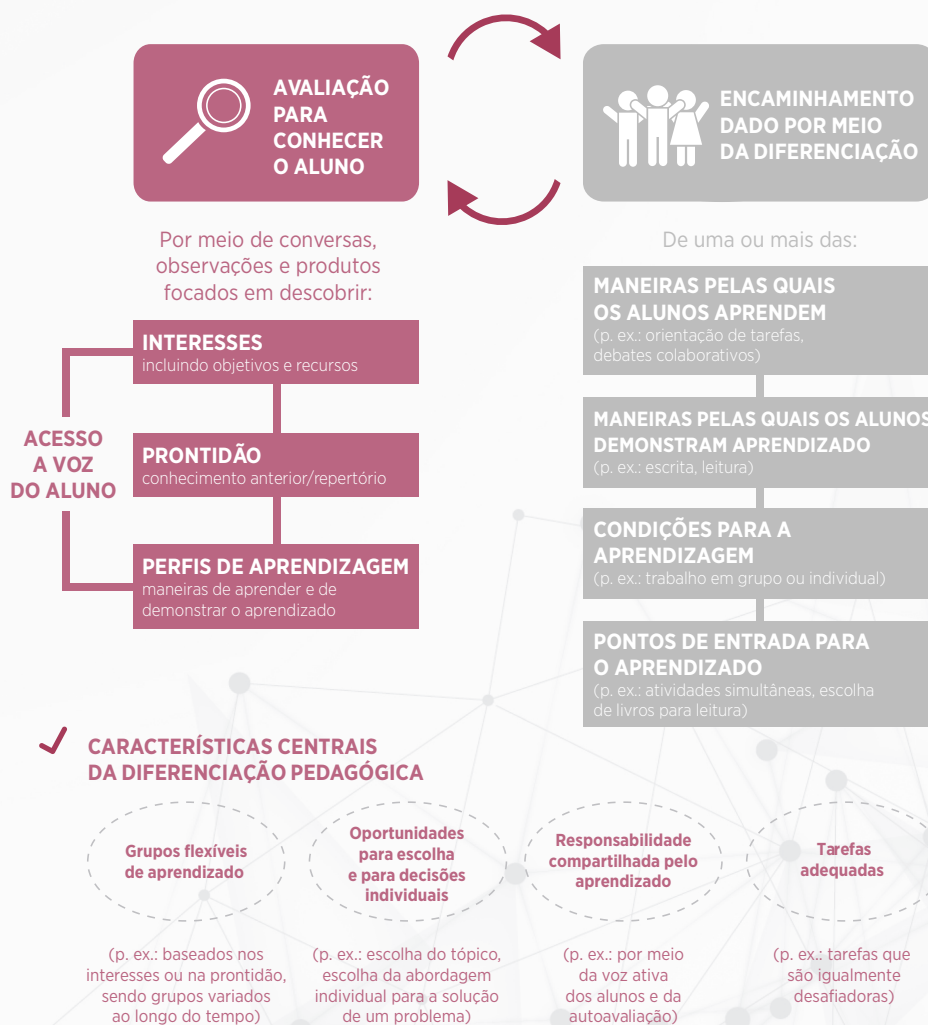 AVALIAÇÃO
PARA
CONHECER
O ALUNO
ENCAMINHAMENTO
DADO POR MEIO
DA DIFERENCIAÇÃO
Por meio de conversas,
observações e produtos
focados em descobrir:
INTERESSES
incluindo objetivos e recursos
PRONTIDÃO
conhecimento anterior/repertório
PERFIS DE APRENDIZAGEM
maneiras de aprender e de
demonstrar o aprendizado
ACESSO
A VOZ
DO ALUNO
De uma ou mais das:
MANEIRAS PELAS QUAIS
OS ALUNOS APRENDEM
(p. ex.: orientação de tarefas,
debates colaborativos)
MANEIRAS PELAS QUAIS OS ALUNOS
DEMONSTRAM APRENDIZADO
(p. ex.: escrita, leitura)
CONDIÇÕES PARA A
APRENDIZAGEM
(p. ex.: trabalho em grupo ou individual)
PONTOS DE ENTRADA PARA
O APRENDIZADO
(p. ex.: atividades simultâneas, escolha
de livros para leitura)
CARACTERÍSTICAS CENTRAIS
DA DIFERENCIAÇÃO PEDAGÓGICA
Grupos flexíveis
de aprendizado
(p. ex.: baseados nos
interesses ou na prontidão,
sendo grupos variados
ao longo do tempo)
Oportunidades
para escolha
e para decisões
individuais
(p. ex.: escolha do tópico,
escolha da abordagem
individual para a solução
de um problema)
Responsabilidade
compartilhada pelo
aprendizado
(p. ex.: por meio
da voz ativa
dos alunos e da
autoavaliação)
Tarefas
adequadas
(p. ex.: tarefas que
são igualmente
desafiadoras)